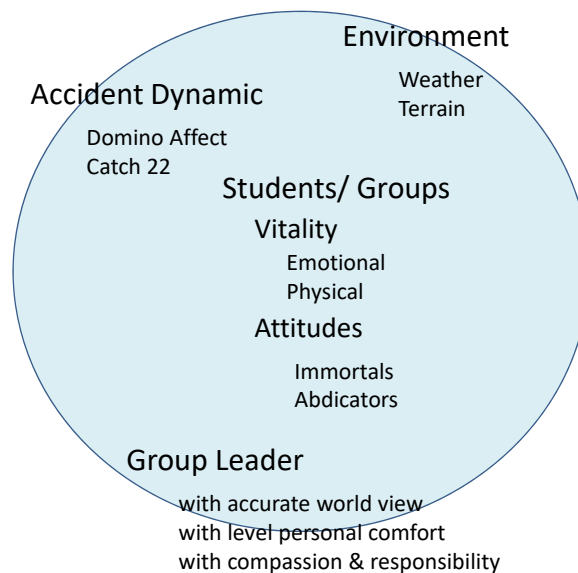 Environment
Weather
Terrain
Accident Dynamic
Domino Affect
Catch 22
Students/ Groups
Vitality
Emotional
Physical
Attitudes
Immortals
Abdicators
Group Leader
with accurate world view
with level personal comfort
with compassion & responsibility